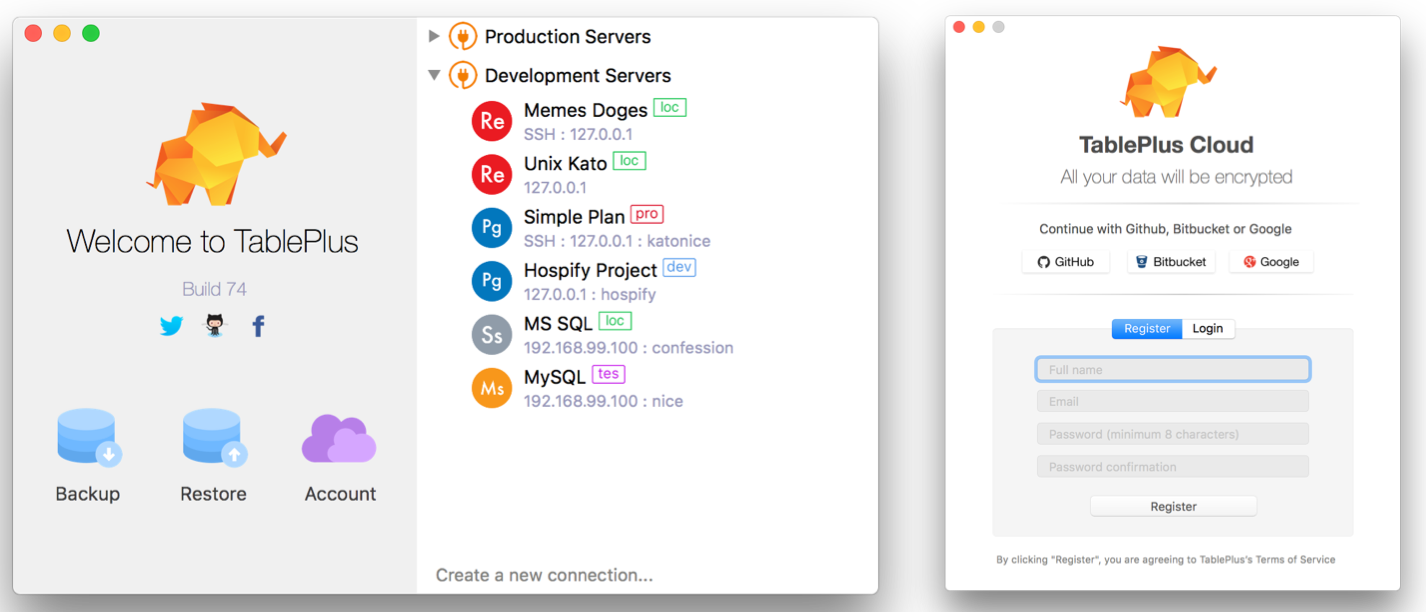 Welcome to TablePlus
Build 74
Backup
Restore
Account
Production Servers
Development Servers
Re
Memes Doges loc
SSH : 127.0.0.1
Re
Unix Kato loc
127.0.0.1
Pg
Simple Plan pro
SSH : 127.0.0.1 : katonice
Pg
Hospify Project dev
127.0.0.1 : hospify
Ss
MS SQL loc
192.168.99.100 : confession
Ms
MySQL tes
192.168.99.100 : nice
Create a new connection...
TablePlus Cloud
All your data will be encrypted
Continue with Github, Bitbucket or Google
GitHub
Bitbucket
Google
Register
Login
Full name
Email
Password (minimum 8 characters)
Password confirmation
Register
By clicking "Register", you are agreeing to TablePlus's Terms of Service